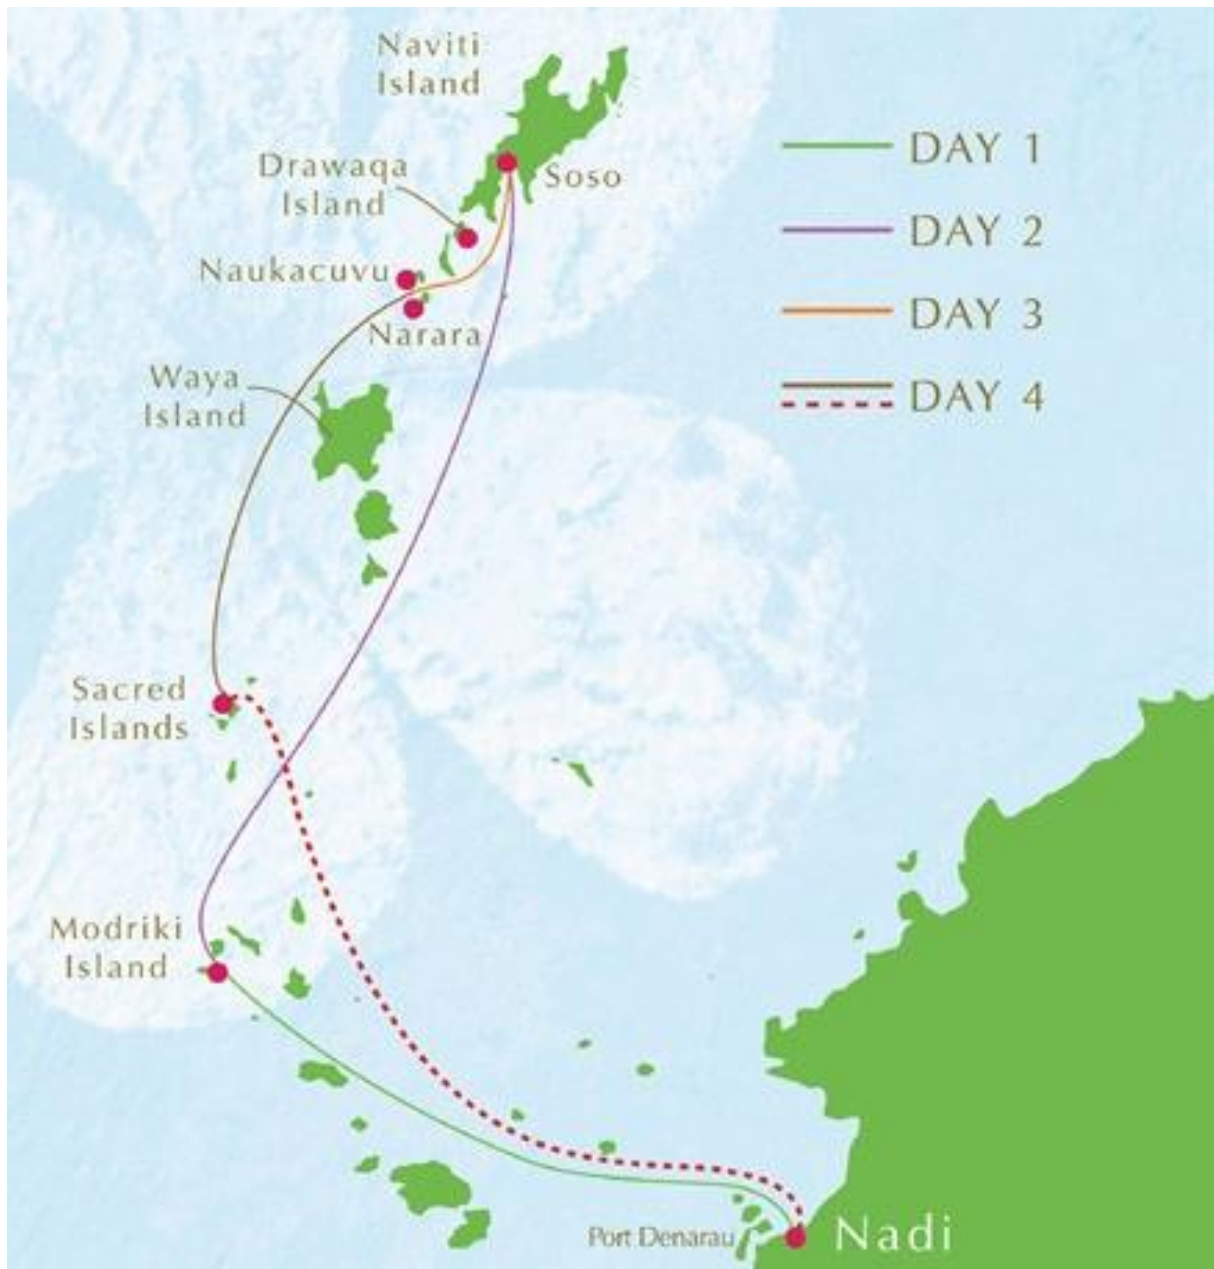 Naviti
Island
DAY 1
Drawaqa
Island
Soso
DAY 2
Naukacuvu
DAY 3
Narara
Waya
Island
DAY 4
Sacred
Islands
Modriki
Island
Port Denarau
Nadi